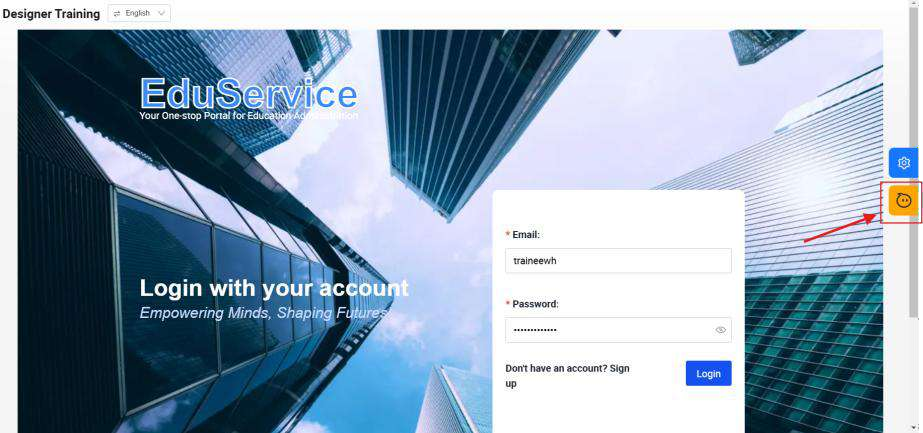 Designer Training
English
EduService
Your One-stop Portal for Education Administration
Login with your account
Empowering Minds, Shaping Futures
* Email:
traineewh
* Password:
Don't have an account? Sign
up
Login